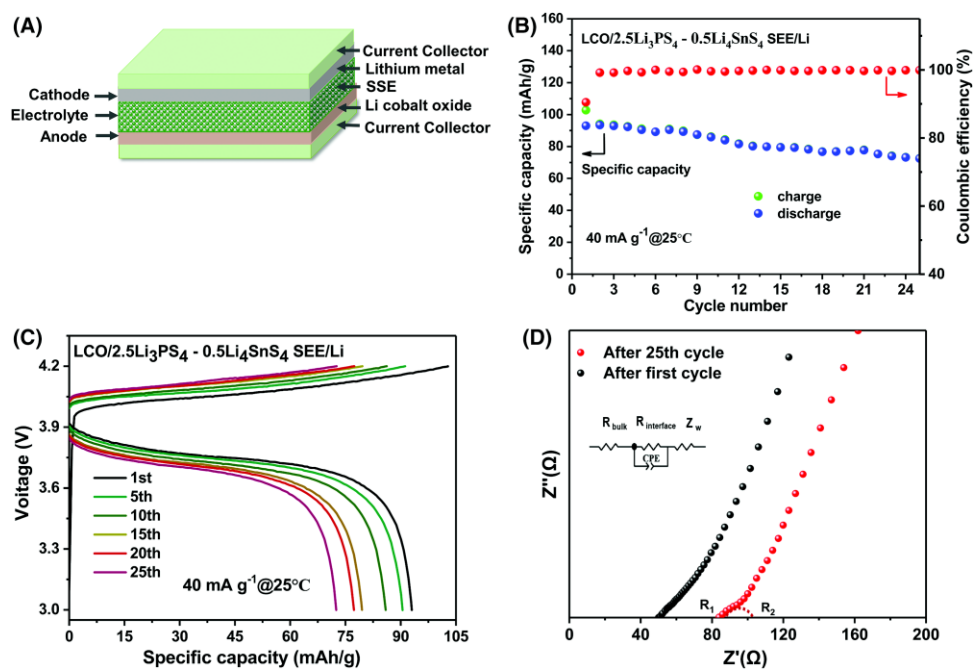 (A)
Current Collector
Lithium metal
SSE
Li cobalt oxide
Current Collector
Cathode
Electrolyte
Anode
(B)
LCO/2.5Li₃PS₄ - 0.5Li₄SnS₄ SEE/Li
Specific capacity (mAh/g)
160
140
120
100
80
60
40
20
0
Specific capacity
charge
discharge
40 mA g⁻¹@25°C
0 3 6 9 12 15 18 21 24
Cycle number
100
80
60
40
Coulombic efficiency (%)
(C)
LCO/2.5Li₃PS₄ - 0.5Li₄SnS₄ SEE/Li
Voitage (V)
4.2
3.9
3.6
3.3
3.0
1st
5th
10th
15th
20th
25th
40 mA g⁻¹@25°C
0 15 30 45 60 75 90 105
Specific capacity (mAh/g)
(D)
After 25th cycle
After first cycle
R bulk R interface Z w
CPE
Z''(Ω)
R₁
R₂
0 40 80 120 160 200
Z'(Ω)